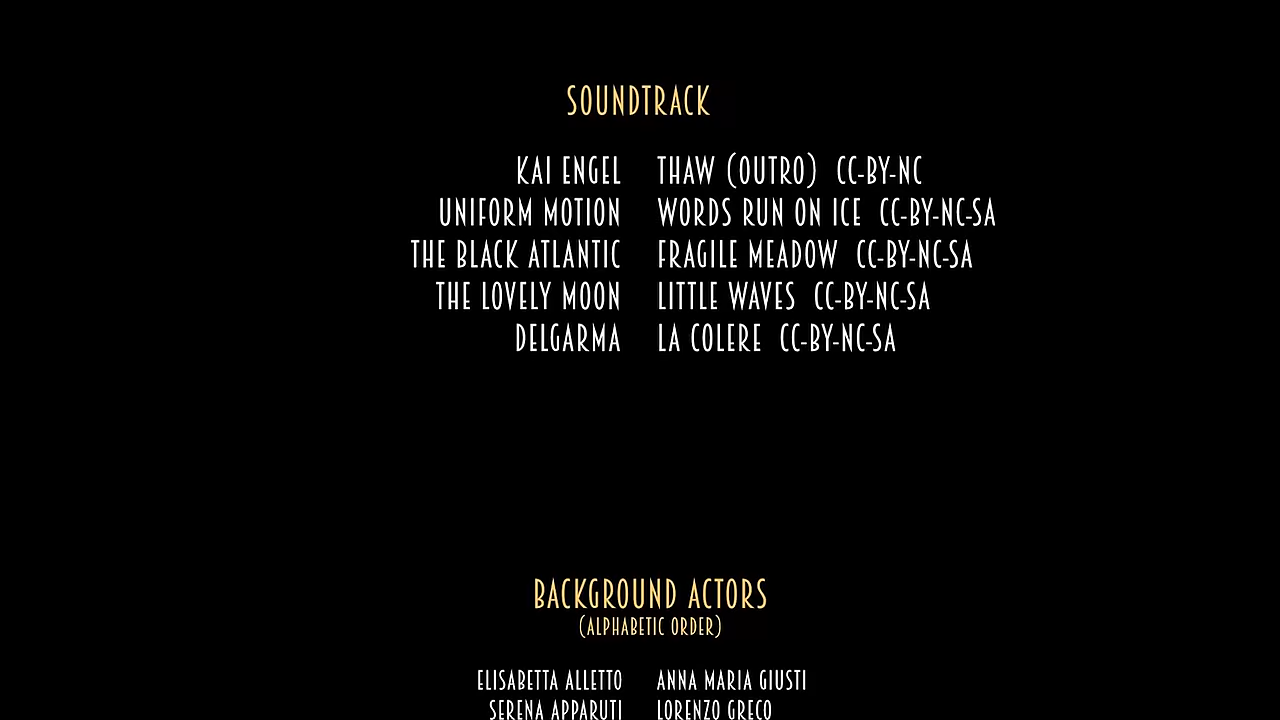 SOUNDTRACK
KAI ENGEL THAW (OUTRO) CC-BY-NC
UNIFORM MOTION WORDS RUN ON ICE CC-BY-NC-SA
THE BLACK ATLANTIC FRAGILE MEADOW CC-BY-NC-SA
THE LOVELY MOON LITTLE WAVES CC-BY-NC-SA
DELGARMA LA COLERE CC-BY-NC-SA
BACKGROUND ACTORS
(ALPHABETIC ORDER)
ELISABETTA ALLETTO ANNA MARIA GIUSTI
SERENA APPARUTI LORENZO GRECO